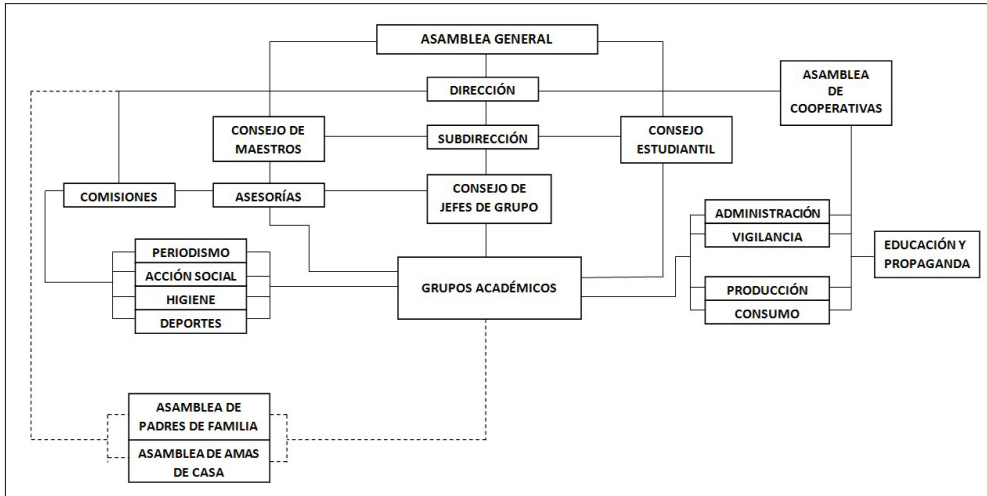 ASAMBLEA GENERAL
DIRECCIÓN
ASAMBLEA
DE
COOPERATIVAS
CONSEJO DE
MAESTROS
SUBDIRECCIÓN
CONSEJO
ESTUDIANTIL
COMISIONES
ASESORÍAS
CONSEJO DE
JEFES DE GRUPO
ADMINISTRACIÓN
VIGILANCIA
EDUCACIÓN Y
PROPAGANDA
PERIODISMO
ACCIÓN SOCIAL
HIGIENE
DEPORTES
GRUPOS ACADÉMICOS
PRODUCCIÓN
CONSUMO
ASAMBLEA DE
PADRES DE FAMILIA
ASAMBLEA DE AMAS
DE CASA